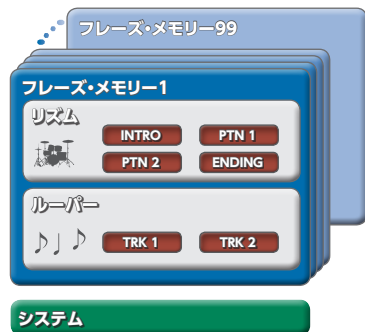 フレーズ・メモリー99
フレーズ・メモリー1
リズム
INTRO PTN 1
PTN 2 ENDING
ルーパー
TRK 1 TRK 2
システム